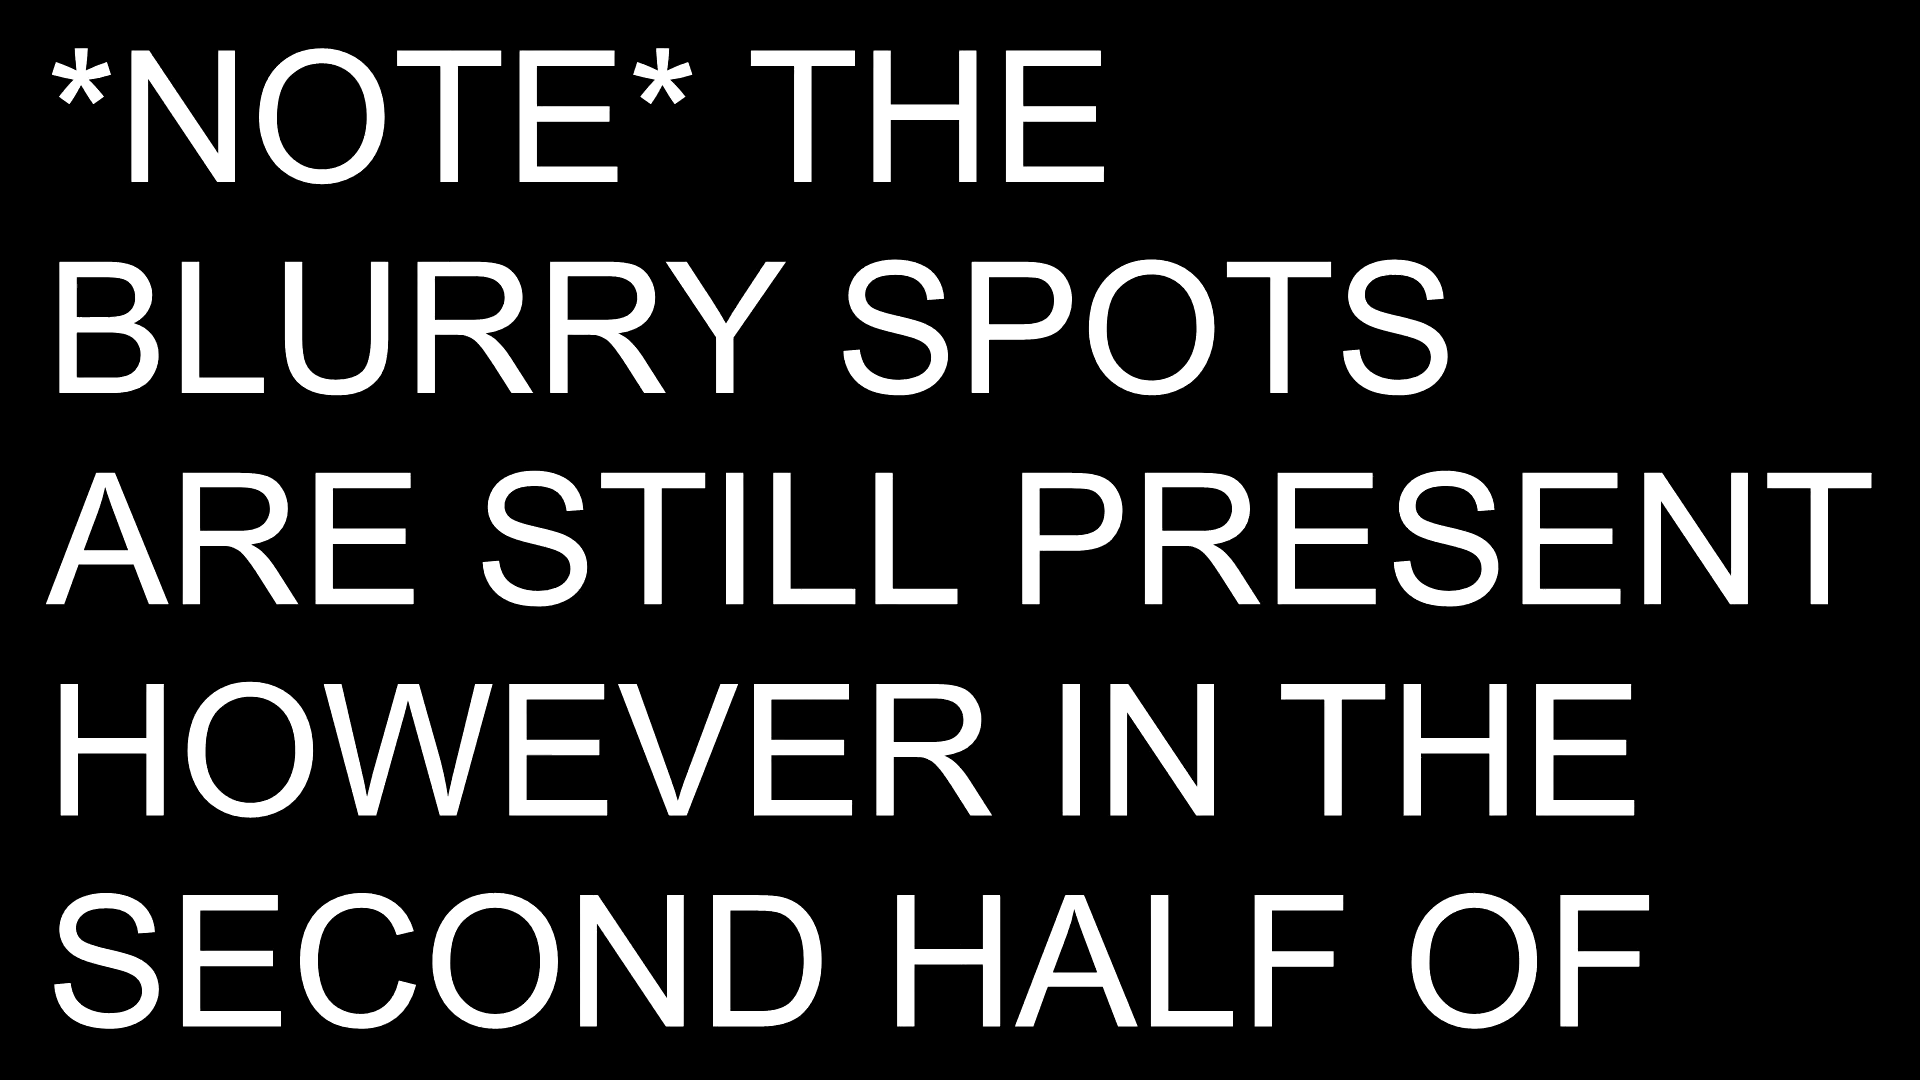 *NOTE* THE
BLURRY SPOTS
ARE STILL PRESENT
HOWEVER IN THE
SECOND HALF OF